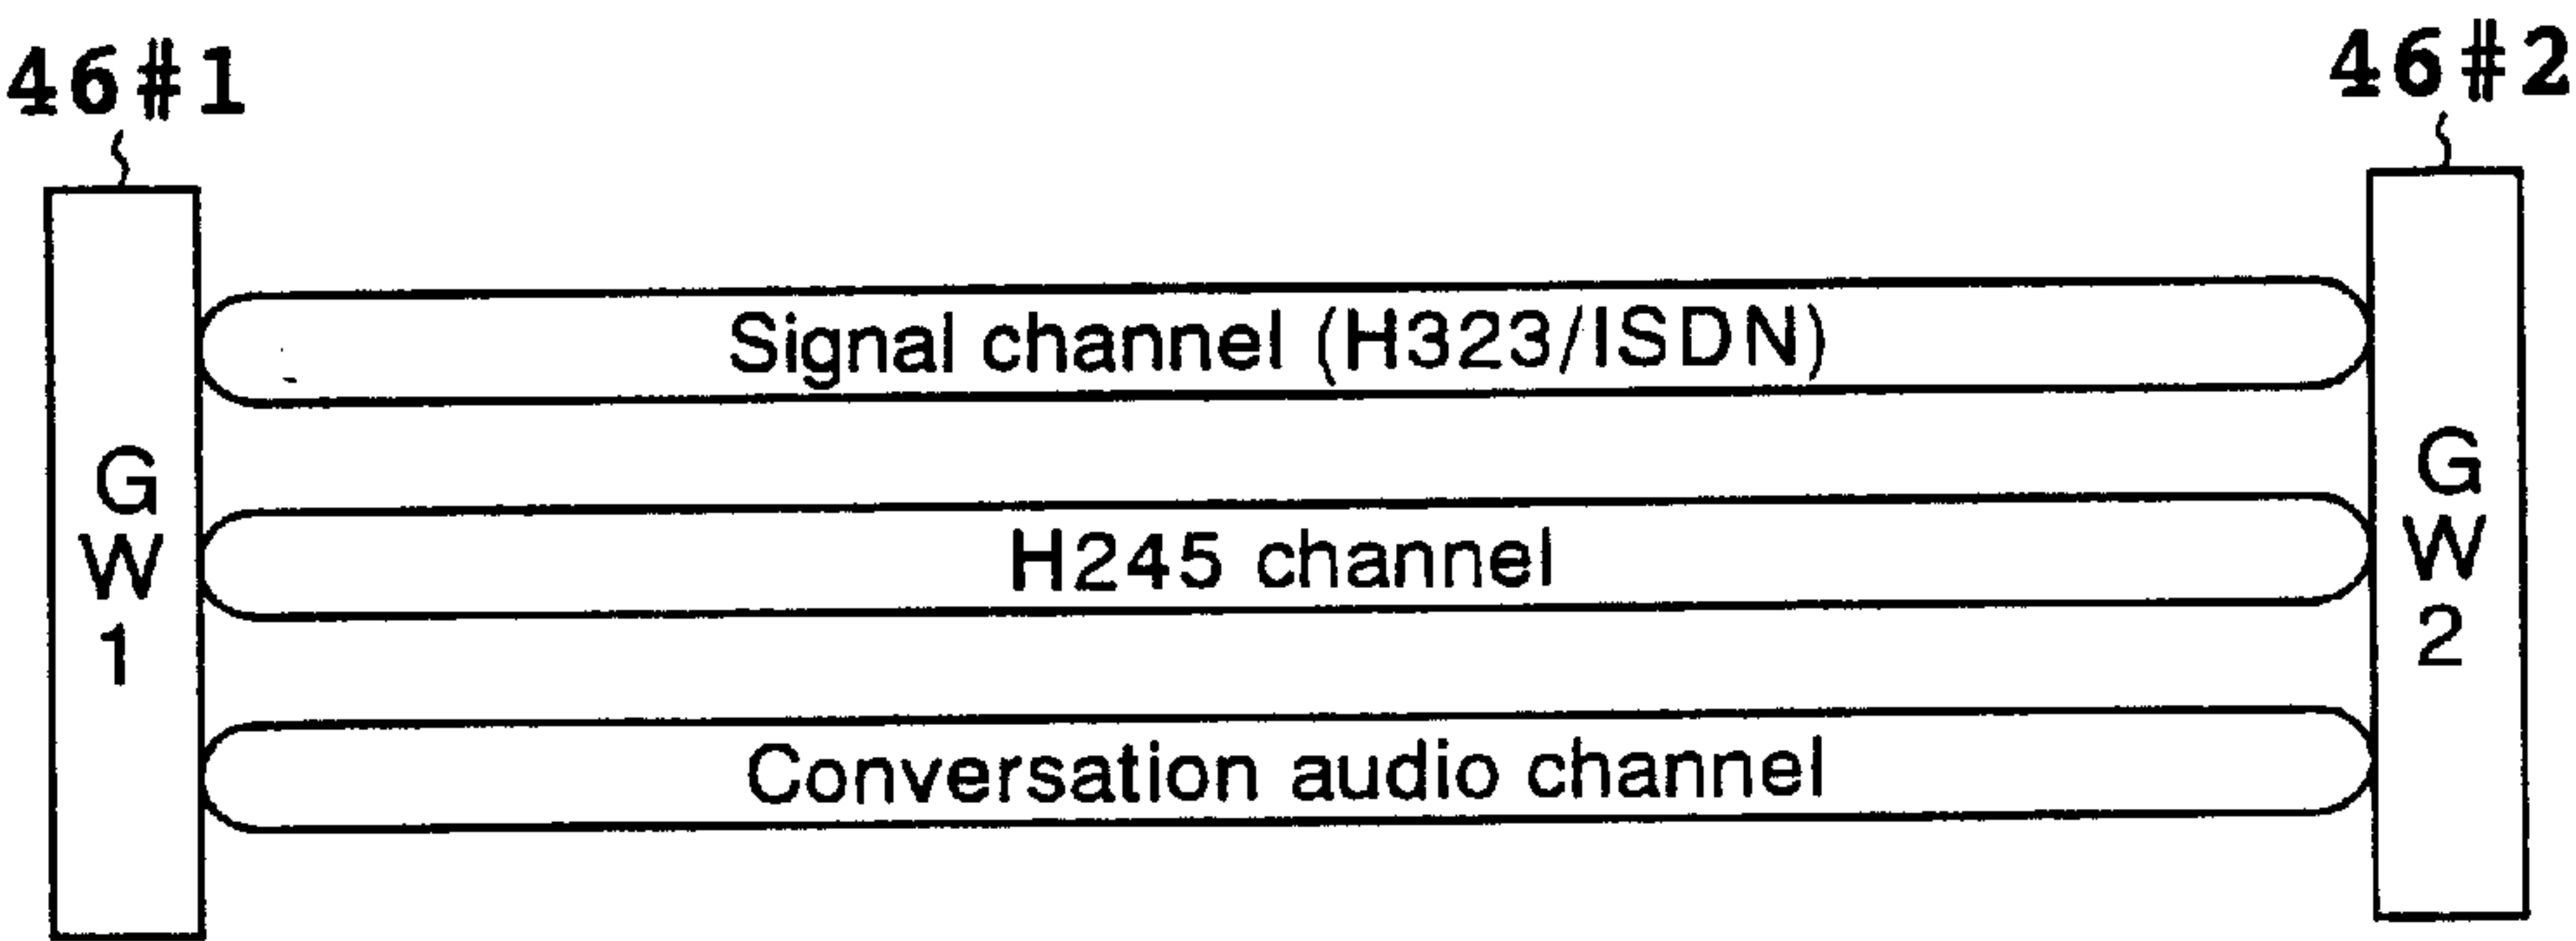 46#1
46#2
Signal channel (H323/ISDN)
G
W
1
H245 channel
G
W
2
Conversation audio channel